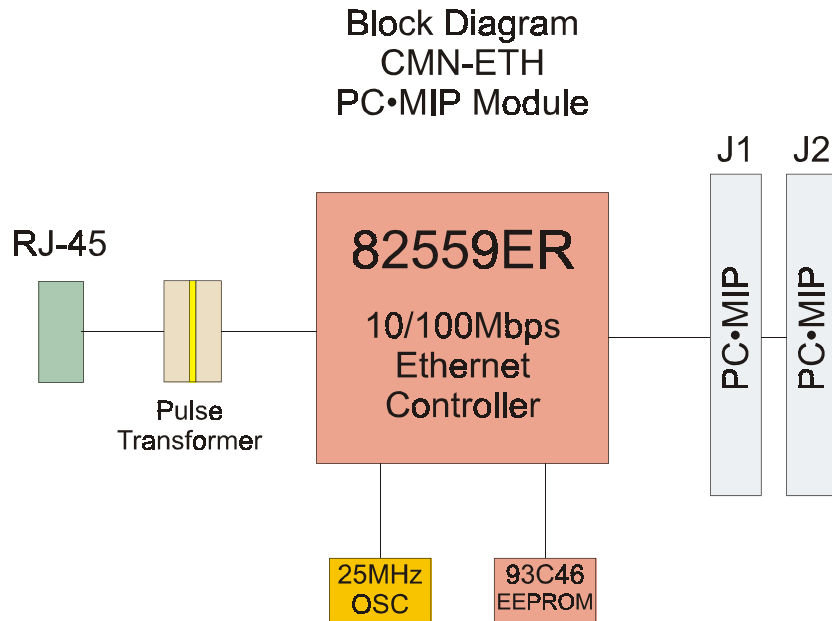 Block Diagram
CMN-ETH
PC•MIP Module
J1
J2
RJ-45
82559ER
10/100Mbps
Ethernet
Controller
PC•MIP
PC•MIP
Pulse
Transformer
25MHz
OSC
93C46
EEPROM